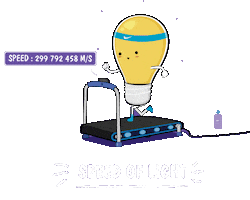 SPEED : 299 792 458 M/S
SPEED OF LIGHT